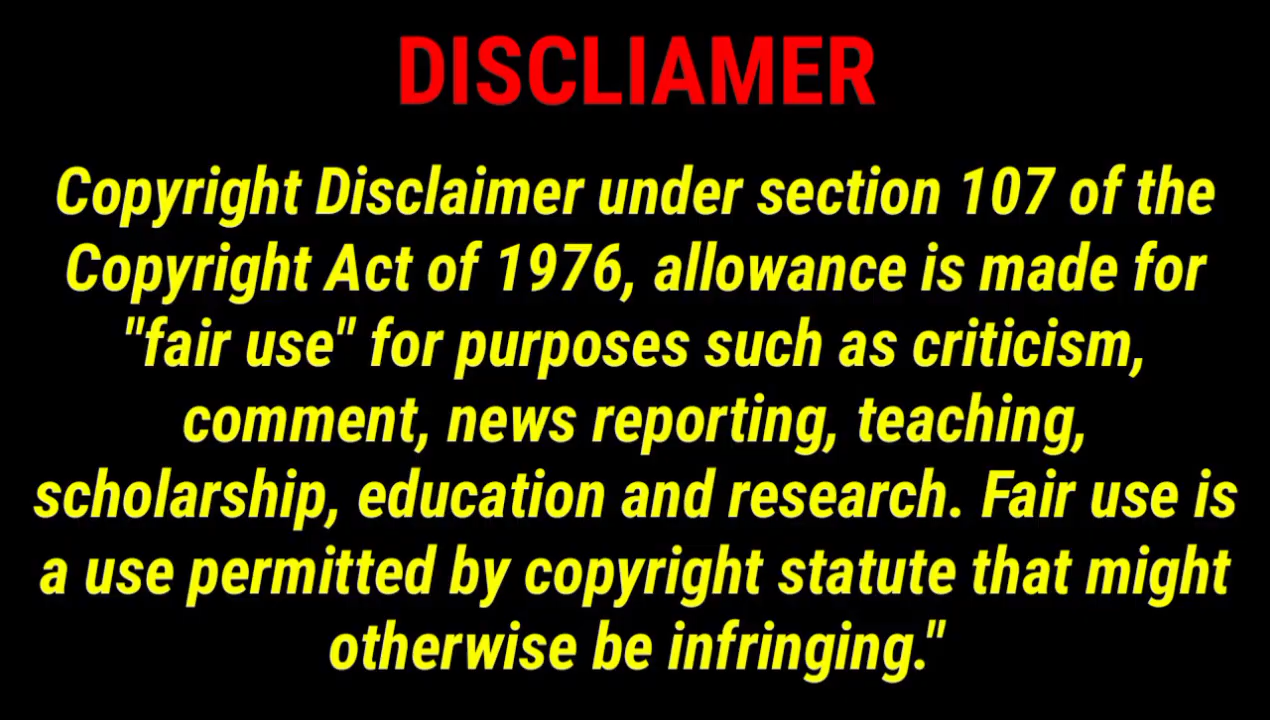 DISCLIAMER
Copyright Disclaimer under section 107 of the
Copyright Act of 1976, allowance is made for
"fair use" for purposes such as criticism,
comment, news reporting, teaching,
scholarship, education and research. Fair use is
a use permitted by copyright statute that might
otherwise be infringing."